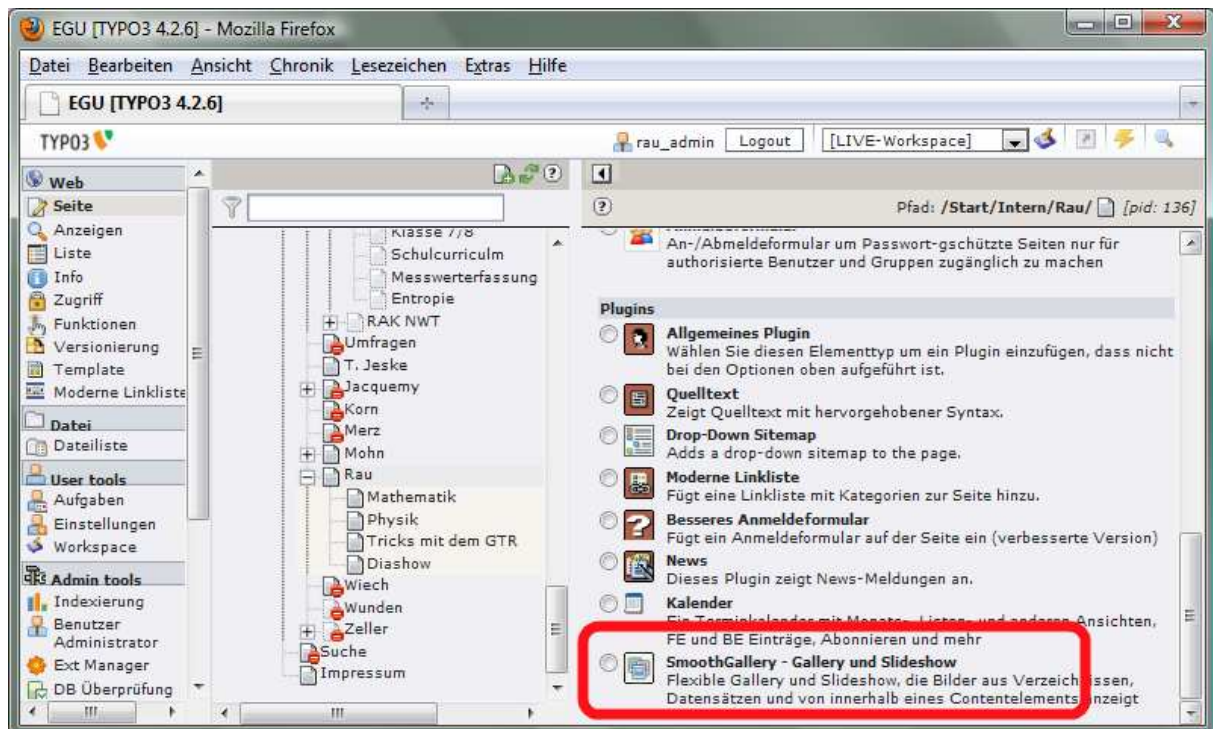 EGU [TYPO3 4.2.6] - Mozilla Firefox
Datei Bearbeiten Ansicht Chronik Lesezeichen Extras Hilfe
EGU [TYPO3 4.2.6]
TYPO3
rau_admin Logout [LIVE-Workspace]
Web
Seite
Anzeigen
Liste
Info
Zugriff
Funktionen
Versionierung
Template
Moderne Linkliste
Datei
Dateiliste
User tools
Aufgaben
Einstellungen
Workspace
Admin tools
Indexierung
Benutzer
Administrator
Ext Manager
DB Überprüfung
Klasse 7/8
Schulcurriculm
Messwerterfassung
Entropie
RAK NWT
Umfragen
T. Jeske
Jacquemy
Korn
Merz
Mohn
Rau
Mathematik
Physik
Tricks mit dem GTR
Diashow
Wiech
Wunden
Zeller
Suche
Impressum
Pfad: /Start/Intern/Rau/ [pid: 136]
An-/Abmeldeformular um Passwort-gschützte Seiten nur für
authorisierte Benutzer und Gruppen zugänglich zu machen
Plugins
Allgemeines Plugin
Wählen Sie diesen Elementtyp um ein Plugin einzufügen, dass nicht
bei den Optionen oben aufgeführt ist.
Quelltext
Zeigt Quelltext mit hervorgehobener Syntax.
Drop-Down Sitemap
Adds a drop-down sitemap to the page.
Moderne Linkliste
Fügt eine Linkliste mit Kategorien zur Seite hinzu.
Besseres Anmeldeformular
Fügt ein Anmeldeformular auf der Seite ein (verbesserte Version)
News
Dieses Plugin zeigt News-Meldungen an.
Kalender
Ein Terminkalender mit Monats-, Listen- und anderen Ansichten,
FE und BE Einträge, Abonnieren und mehr
SmoothGallery - Gallery und Slideshow
Flexible Gallery und Slideshow, die Bilder aus Verzeichnissen,
Datensätzen und von innerhalb eines Contentelements anzeigt